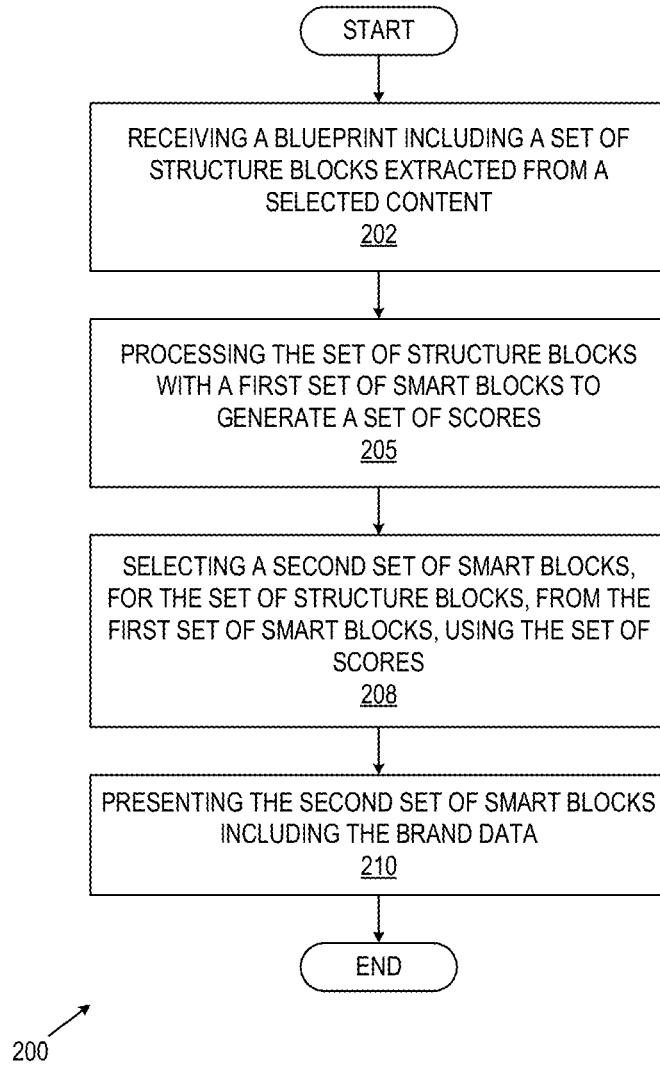 START
RECEIVING A BLUEPRINT INCLUDING A SET OF
STRUCTURE BLOCKS EXTRACTED FROM A
SELECTED CONTENT
202
PROCESSING THE SET OF STRUCTURE BLOCKS
WITH A FIRST SET OF SMART BLOCKS TO
GENERATE A SET OF SCORES
205
SELECTING A SECOND SET OF SMART BLOCKS,
FOR THE SET OF STRUCTURE BLOCKS, FROM THE
FIRST SET OF SMART BLOCKS, USING THE SET OF
SCORES
208
PRESENTING THE SECOND SET OF SMART BLOCKS
INCLUDING THE BRAND DATA
210
END
200